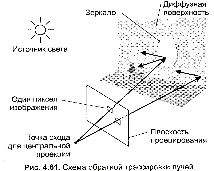 Диффузная
поверхность
Зеркало
Источник света
Один пиксел
изображения
Точка схода
для центральной
проекции
Плоскость
проецирования
Рис. 4.61. Схема обратной трассировки лучей